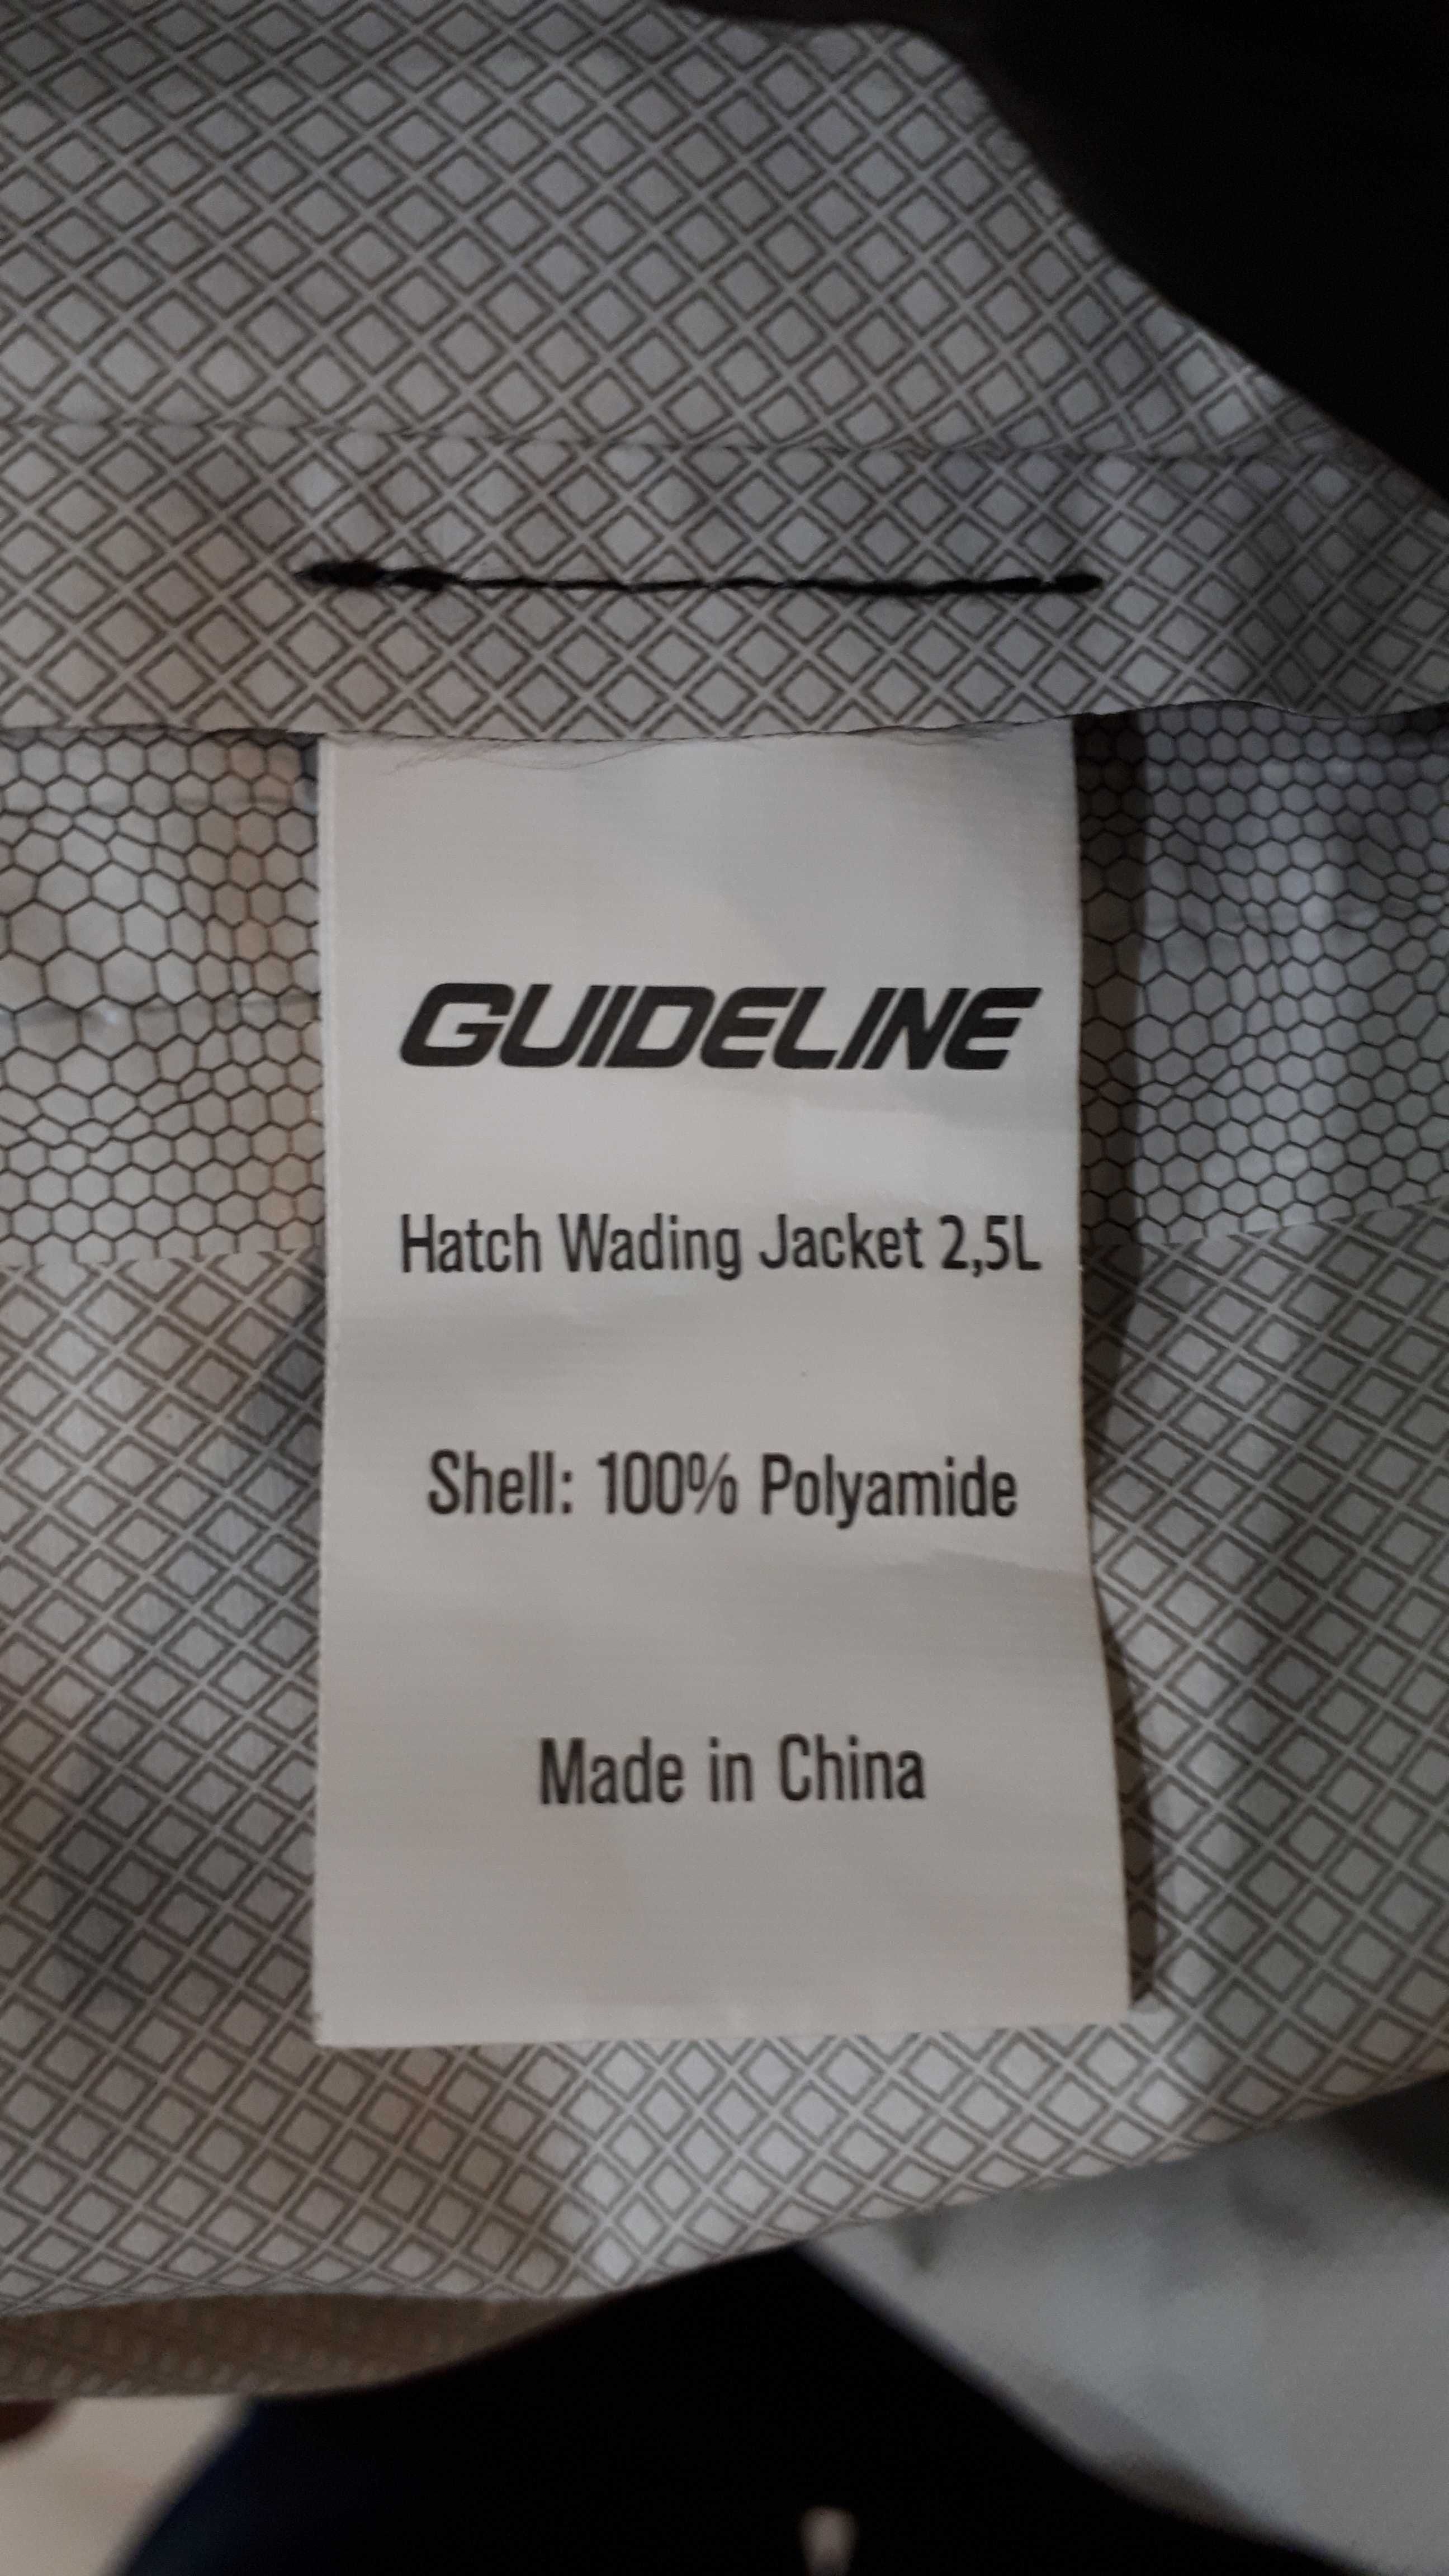 GUIDELINE
Hatch Wading Jacket 2,5L
Shell: 100% Polyamide
Made in China